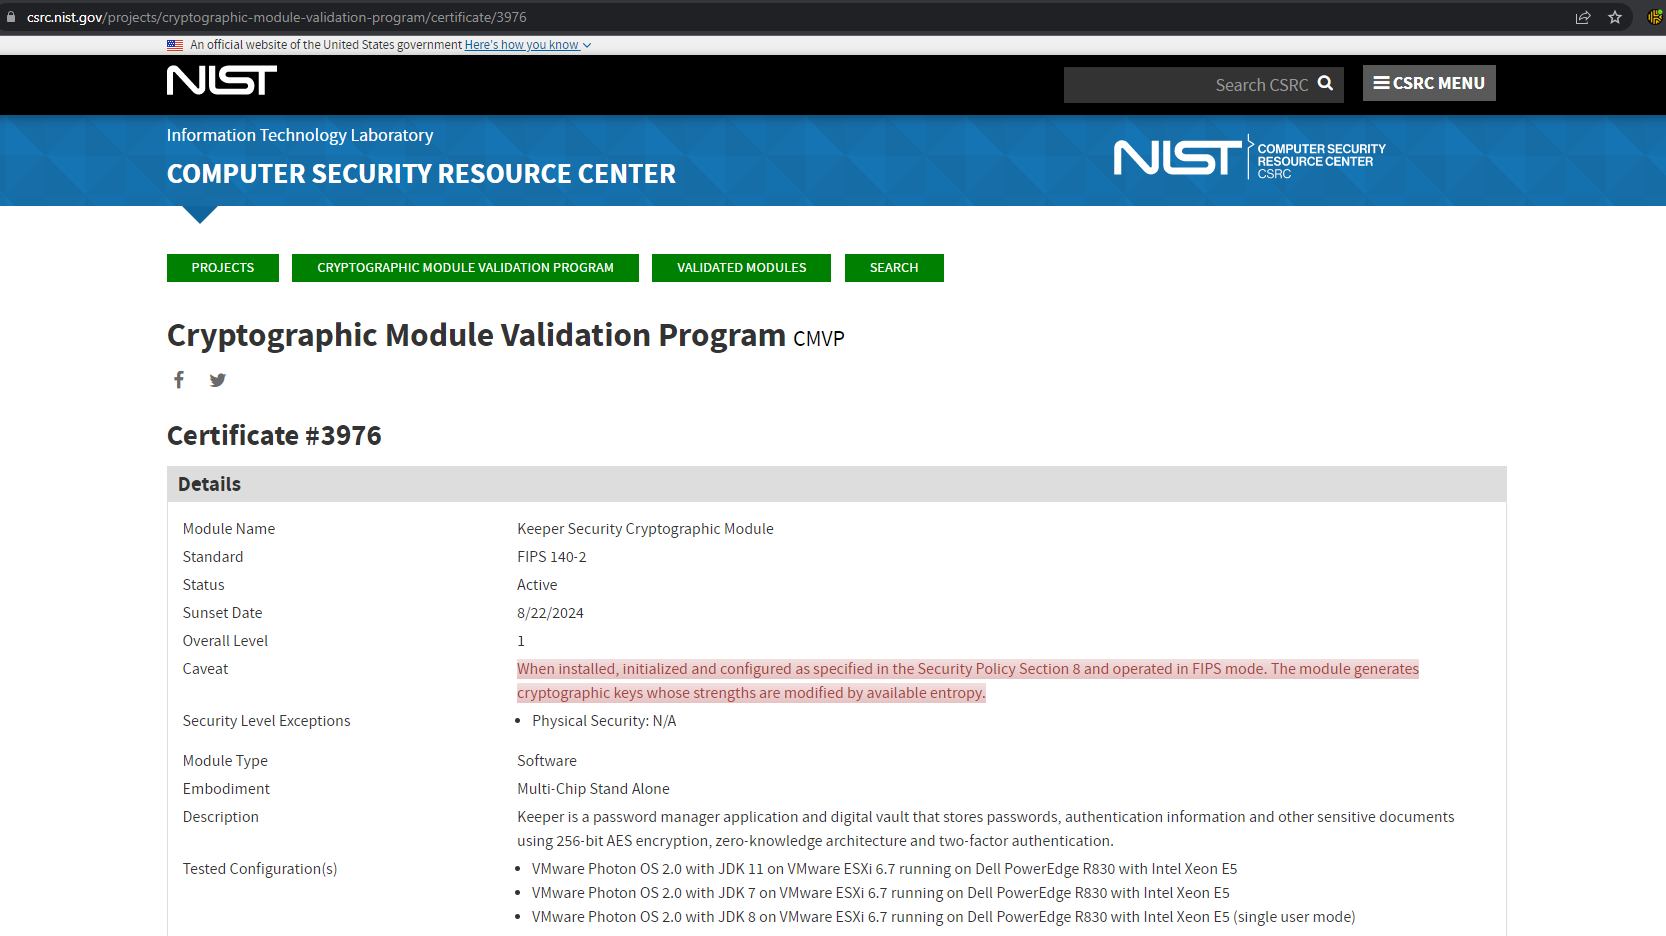 csrc.nist.gov/projects/cryptographic-module-validation-program/certificate/3976
An official website of the United States government Here's how you know
NIST
Search CSRC
CSRC MENU
Information Technology Laboratory
COMPUTER SECURITY RESOURCE CENTER
NIST
COMPUTER SECURITY
RESOURCE CENTER
CSRC
PROJECTS
CRYPTOGRAPHIC MODULE VALIDATION PROGRAM
VALIDATED MODULES
SEARCH
Cryptographic Module Validation Program CMVP
Certificate #3976
Details
Module Name Keeper Security Cryptographic Module
Standard FIPS 140-2
Status Active
Sunset Date 8/22/2024
Overall Level 1
Caveat When installed, initialized and configured as specified in the Security Policy Section 8 and operated in FIPS mode. The module generates
cryptographic keys whose strengths are modified by available entropy.
Security Level Exceptions • Physical Security: N/A
Module Type Software
Embodiment Multi-Chip Stand Alone
Description Keeper is a password manager application and digital vault that stores passwords, authentication information and other sensitive documents
using 256-bit AES encryption, zero-knowledge architecture and two-factor authentication.
Tested Configuration(s) • VMware Photon OS 2.0 with JDK 11 on VMware ESXi 6.7 running on Dell PowerEdge R830 with Intel Xeon E5
• VMware Photon OS 2.0 with JDK 7 on VMware ESXi 6.7 running on Dell PowerEdge R830 with Intel Xeon E5
• VMware Photon OS 2.0 with JDK 8 on VMware ESXi 6.7 running on Dell PowerEdge R830 with Intel Xeon E5 (single user mode)